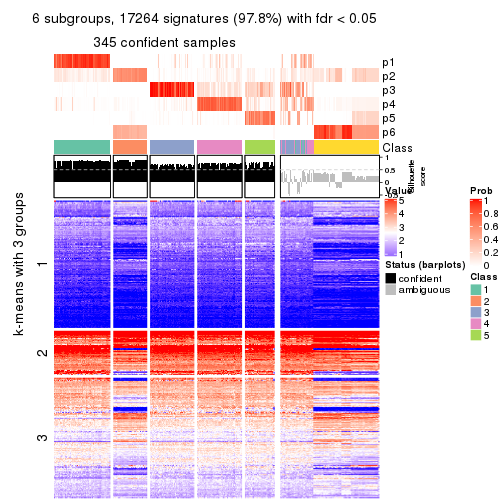 6 subgroups, 17264 signatures (97.8%) with fdr < 0.05
345 confident samples
p1
p2
p3
p4
p5
p6
Class
1
0.5
0
-0.5
Silhouette
score
k-means with 3 groups
1
2
3
Value
5
4
3
2
1
Status (barplots)
confident
ambiguous
Prob
1
0.8
0.6
0.4
0.2
0
Class
1
2
3
4
5